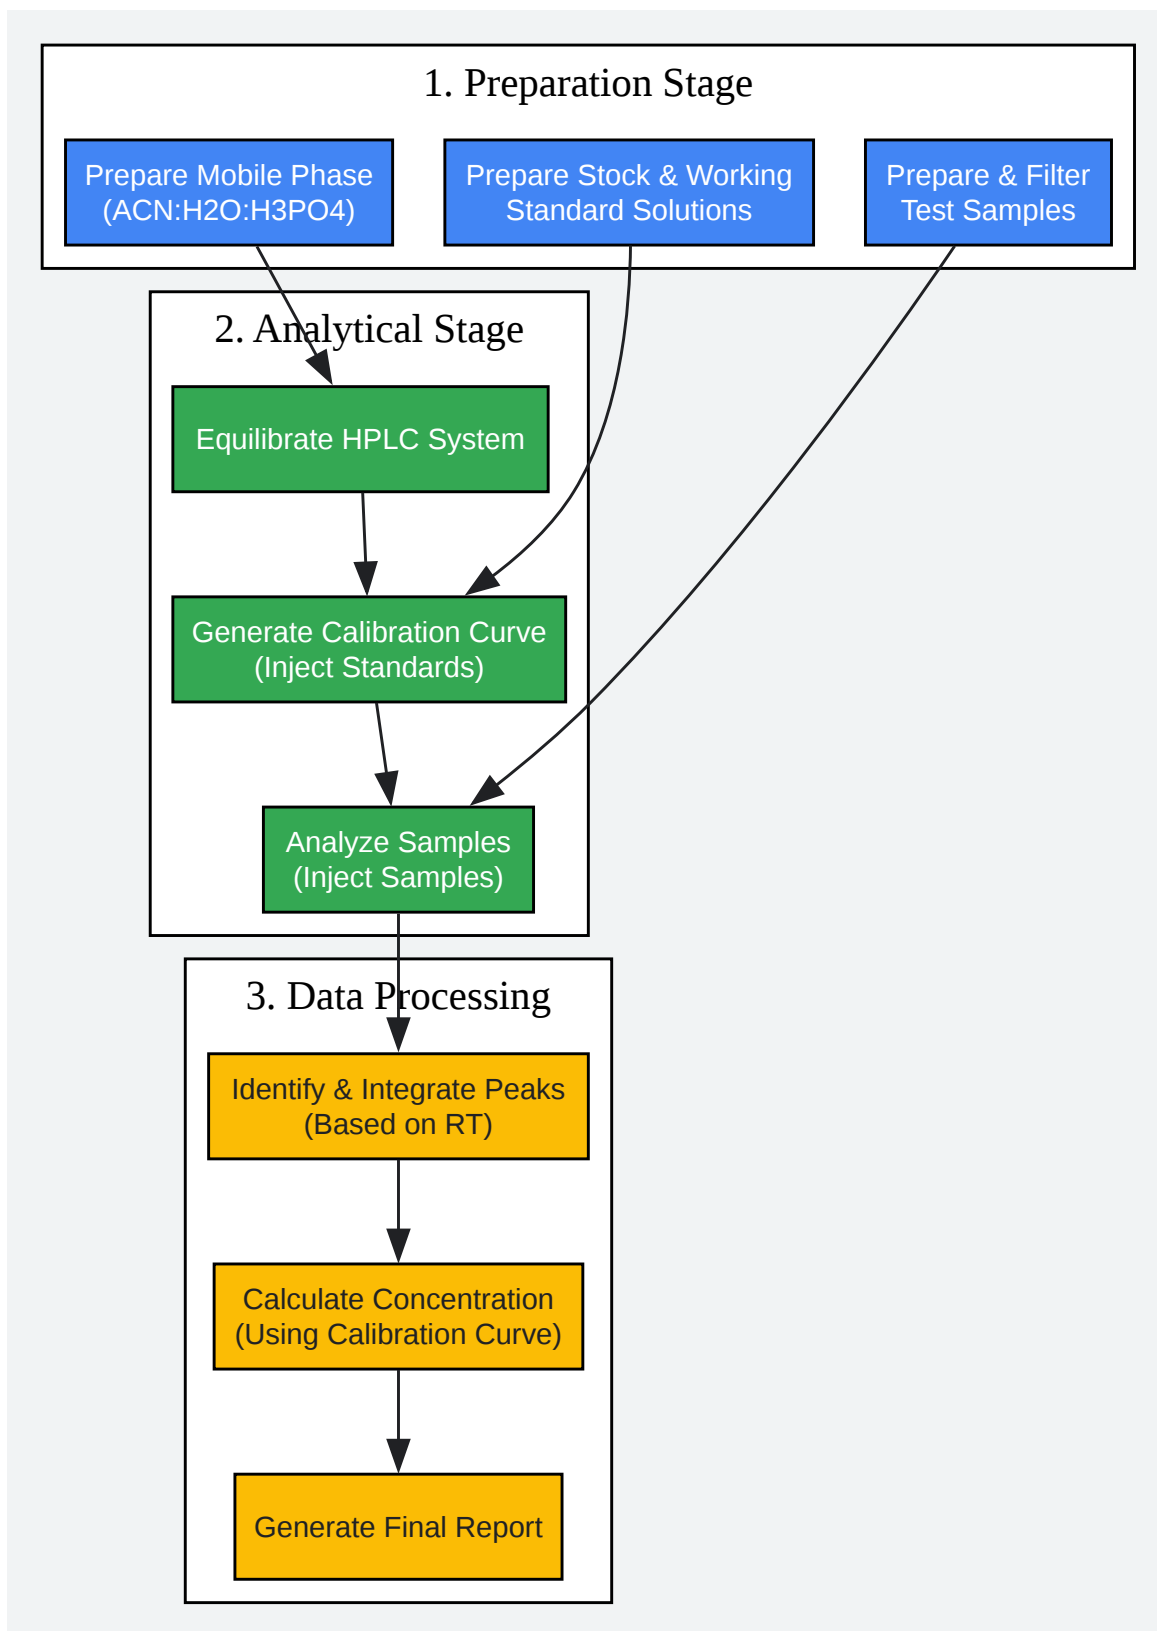 1. Preparation Stage
Prepare Mobile Phase
(ACN:H2O:H3PO4)
Prepare Stock & Working
Standard Solutions
Prepare & Filter
Test Samples
2. Analytical Stage
Equilibrate HPLC System
Generate Calibration Curve
(Inject Standards)
Analyze Samples
(Inject Samples)
3. Data Processing
Identify & Integrate Peaks
(Based on RT)
Calculate Concentration
(Using Calibration Curve)
Generate Final Report